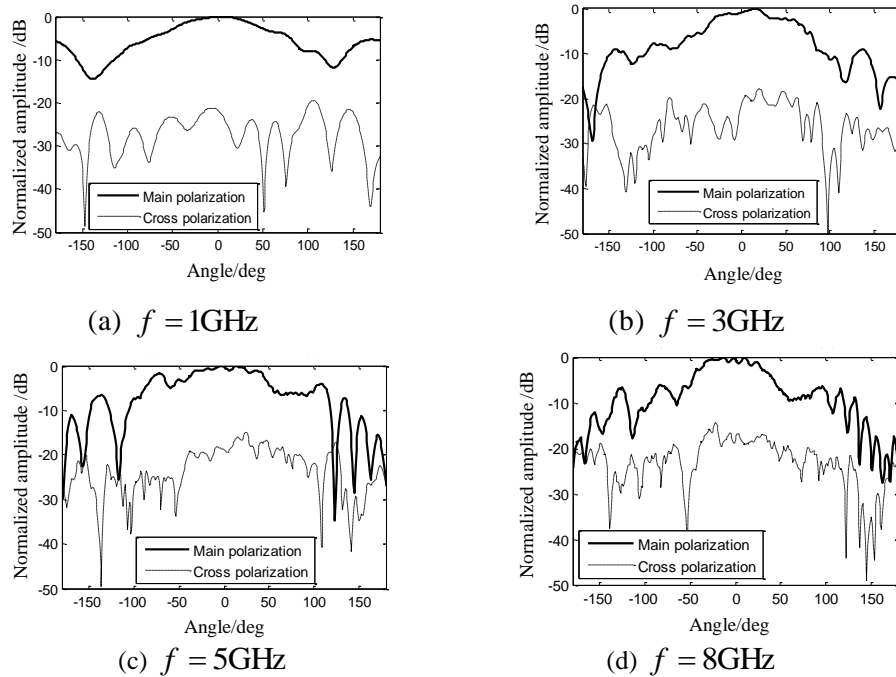 Normalized amplitude /dB
0
-10
-20
-30
-40
-50
-150 -100 -50 0 50 100 150
Main polarization
Cross polarization
Angle/deg
(a) f = 1GHz
Normalized amplitude /dB
0
-10
-20
-30
-40
-50
-150 -100 -50 0 50 100 150
Main polarization
Cross polarization
Angle/deg
(b) f = 3GHz
Normalized amplitude /dB
0
-10
-20
-30
-40
-50
-150 -100 -50 0 50 100 150
Main polarization
Cross polarization
Angle/deg
(c) f = 5GHz
Normalized amplitude /dB
0
-10
-20
-30
-40
-50
-150 -100 -50 0 50 100 150
Main polarization
Cross polarization
Angle/deg
(d) f = 8GHz